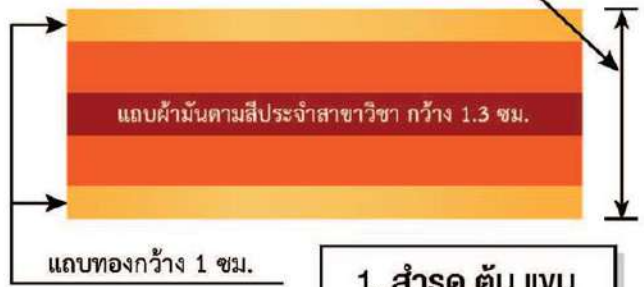 แถบผ้ามันตามสีประจำสาขาวิชา กว้าง 1.3 ซม.
แถบทองกว้าง 1 ซม.
1. สำรด ต้น แขน